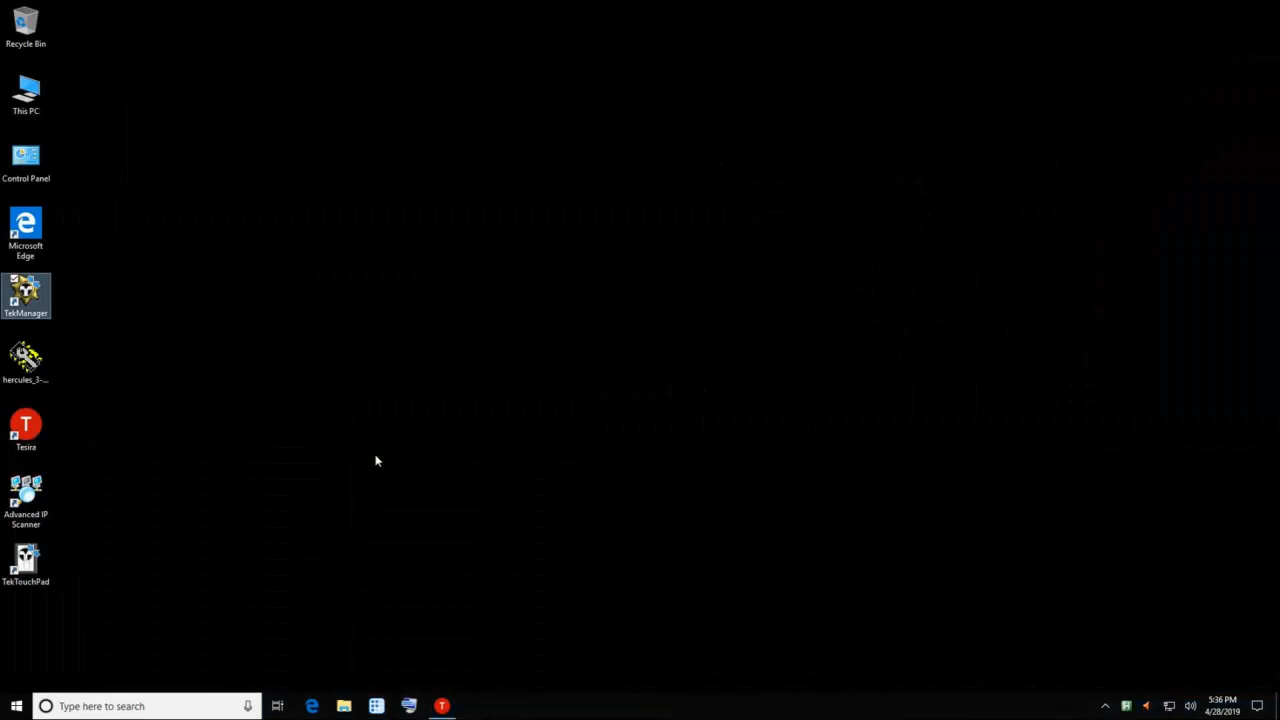 Recycle Bin
This PC
Control Panel
Microsoft
Edge
TekManager
hercules_3-...
T
Tesira
Advanced IP
Scanner
TekTouchPad
Type here to search
T
5:36 PM
4/28/2019